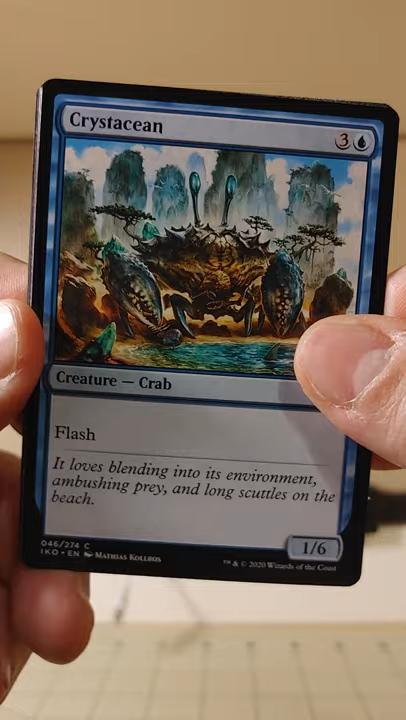 Crystacean
3
Creature — Crab
Flash
It loves blending into its environment,
ambushing prey, and long scuttles on the
beach.
1/6
046/274 C
IKO • EN Mathias Kollros
™ & © 2020 Wizards of the Coast